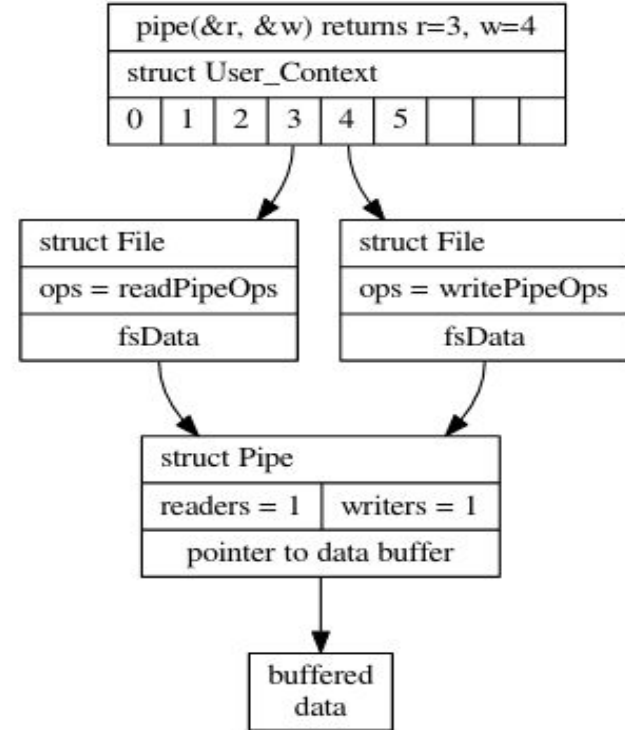 pipe(&r, &w) returns r=3, w=4
struct User_Context
0 1 2 3 4 5
struct File
ops = readPipeOps
fsData
struct File
ops = writePipeOps
fsData
struct Pipe
readers = 1 writers = 1
pointer to data buffer
buffered
data